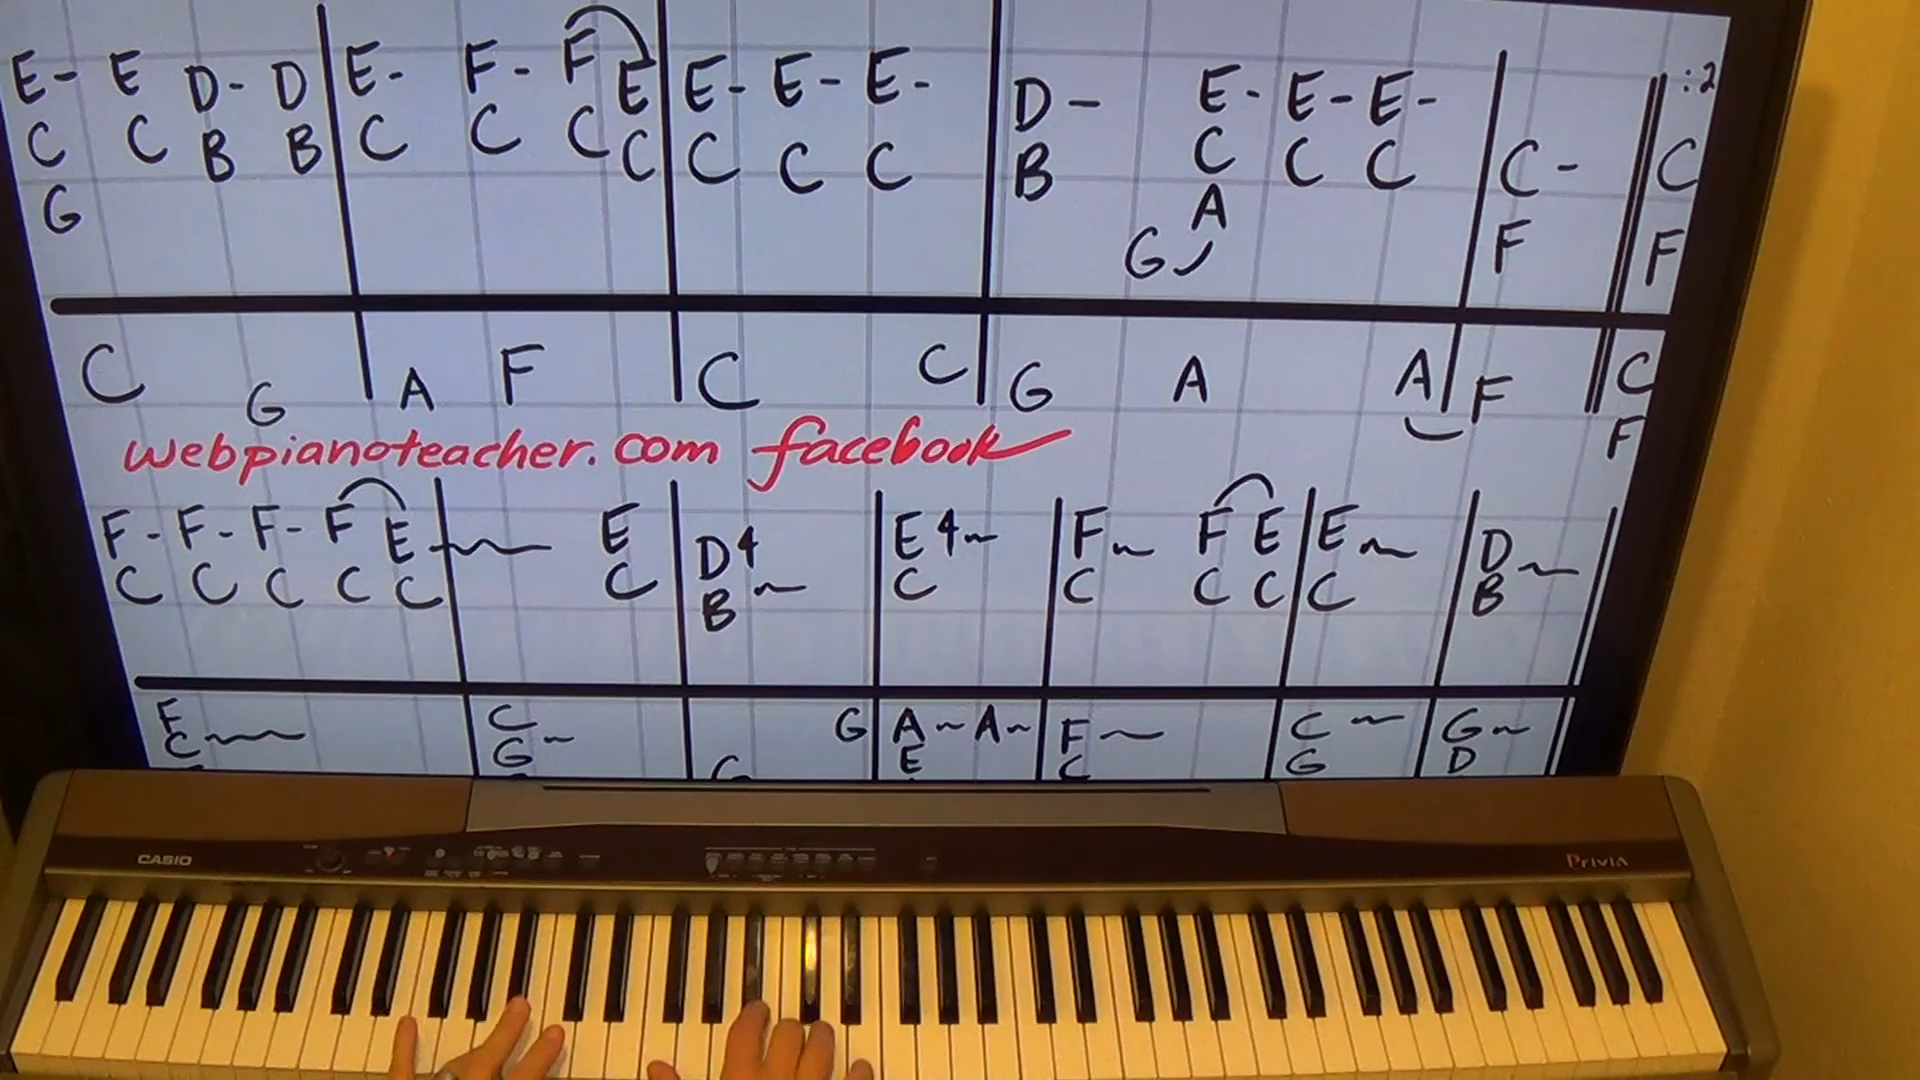 E- E D- D E- F- F E E- E- E- D- E- E- E- :2
C C B B C C C C C C C B C C C C- C
G A F F
G
C G A F C C G A A F C
F
webpianoteacher.com facebook
F- F- F- F E E D4 E4 F F E E D
C C C C C C B C C C C C B
F C G A A F C G
C G E C G D
CASIO Privia